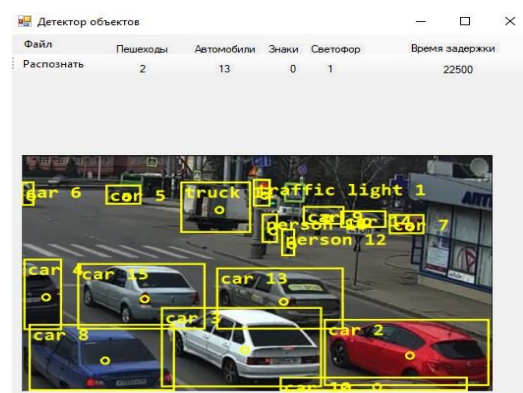 Детектор объектов
Файл Пешеходы Автомобили Знаки Светофор Время задержки
Распознать 2 13 0 1 22500
car 6
car 5
truck
traffic light 1
car 7
person 12
car 4
car 15
car 13
car 3
car 2
car 8
car 10